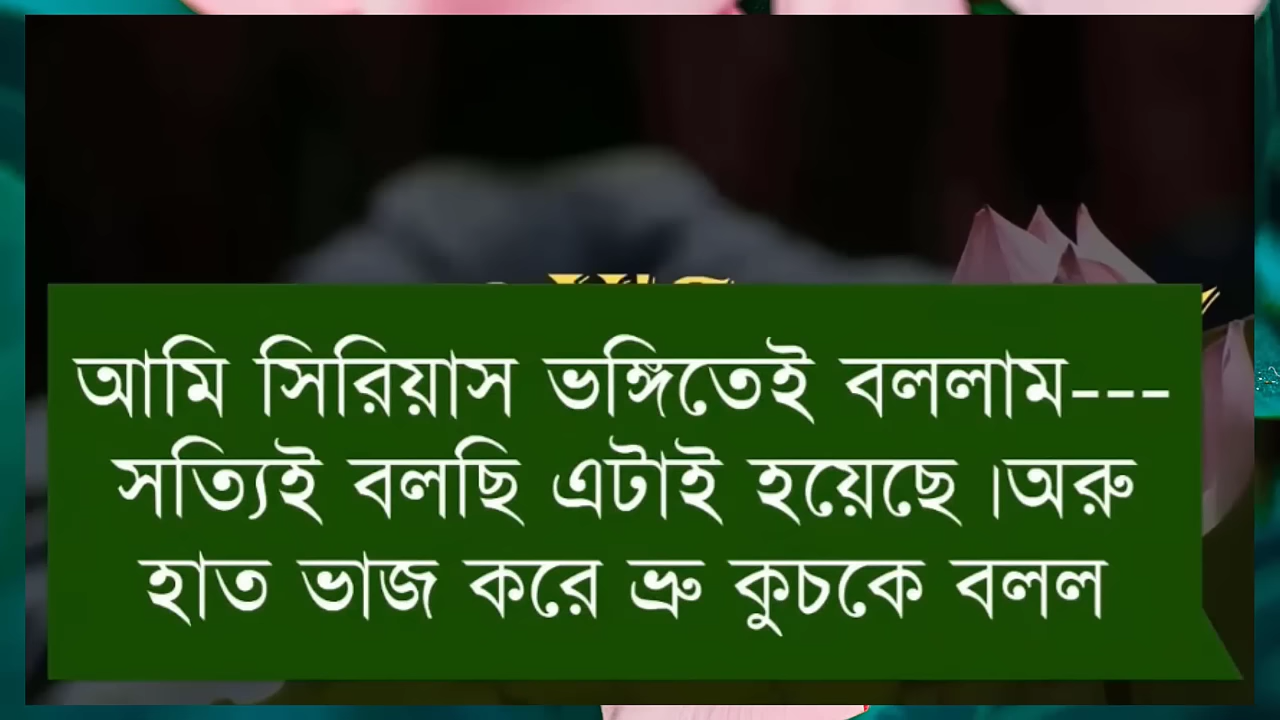 আমি সিরিয়াস ভঙ্গিতেই বললাম---
সত্যিই বলছি এটাই হয়েছে।অরু
হাত ভাজ করে ভ্রু কুচকে বলল